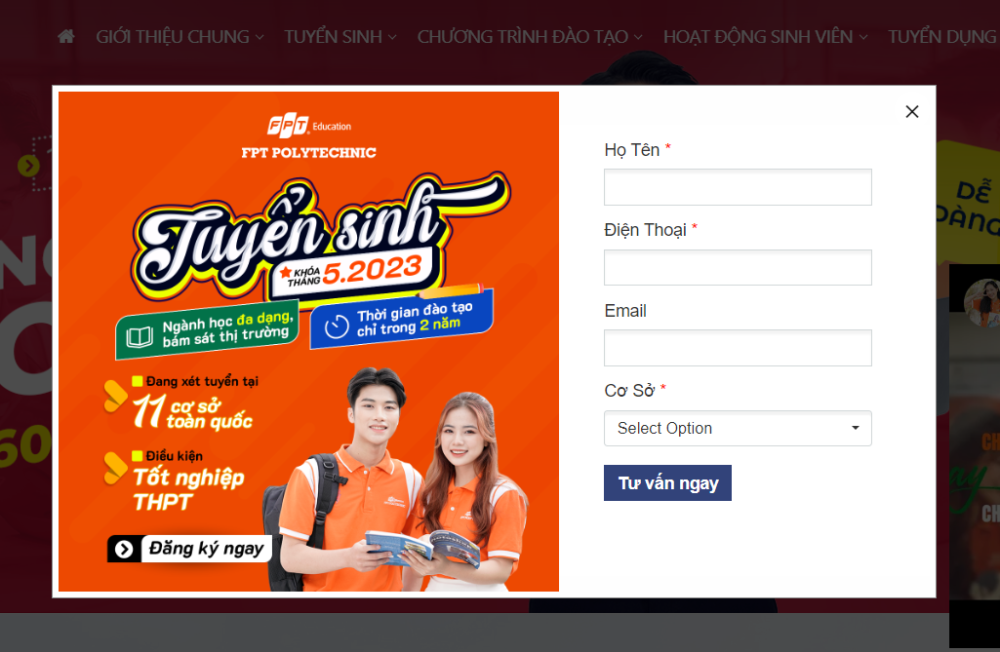 GIỚI THIỆU CHUNG
TUYỂN SINH
CHƯƠNG TRÌNH ĐÀO TẠO
HOẠT ĐỘNG SINH VIÊN
TUYỂN DỤNG
FPT Education
FPT POLYTECHNIC
Tuyển sinh
KHÓA THÁNG 5.2023
Ngành học đa dạng,
bám sát thị trường
Thời gian đào tạo
chỉ trong 2 năm
Đang xét tuyển tại
11 cơ sở
toàn quốc
Điều kiện
Tốt nghiệp
THPT
Đăng ký ngay
Họ Tên *
Điện Thoại *
Email
Cơ Sở *
Select Option
Tư vấn ngay
DỄ
DÀNG
60